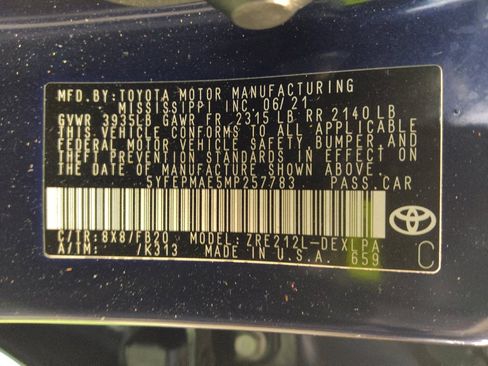 MFD.BY: TOYOTA MOTOR MANUFACTURING
MISSISSIPPI INC. 06/21
GVWR 3935LB GAWR FR 2315 LB RR 2140 LB
THIS VEHICLE CONFORMS TO ALL APPLICABLE
FEDERAL MOTOR VEHICLE SAFETY AND THEFT
PREVENTION STANDARDS IN EFFECT ON
THE DATE OF MANUFACTURE SHOWN ABOVE.
5YFEPMAE5MP257783 PASS.CAR
C/TR: 8X8/FB20 MODEL: ZRE212L-DEXLPA
A/TM: /K313 MADE IN U.S.A. 659
TOYOTA
C